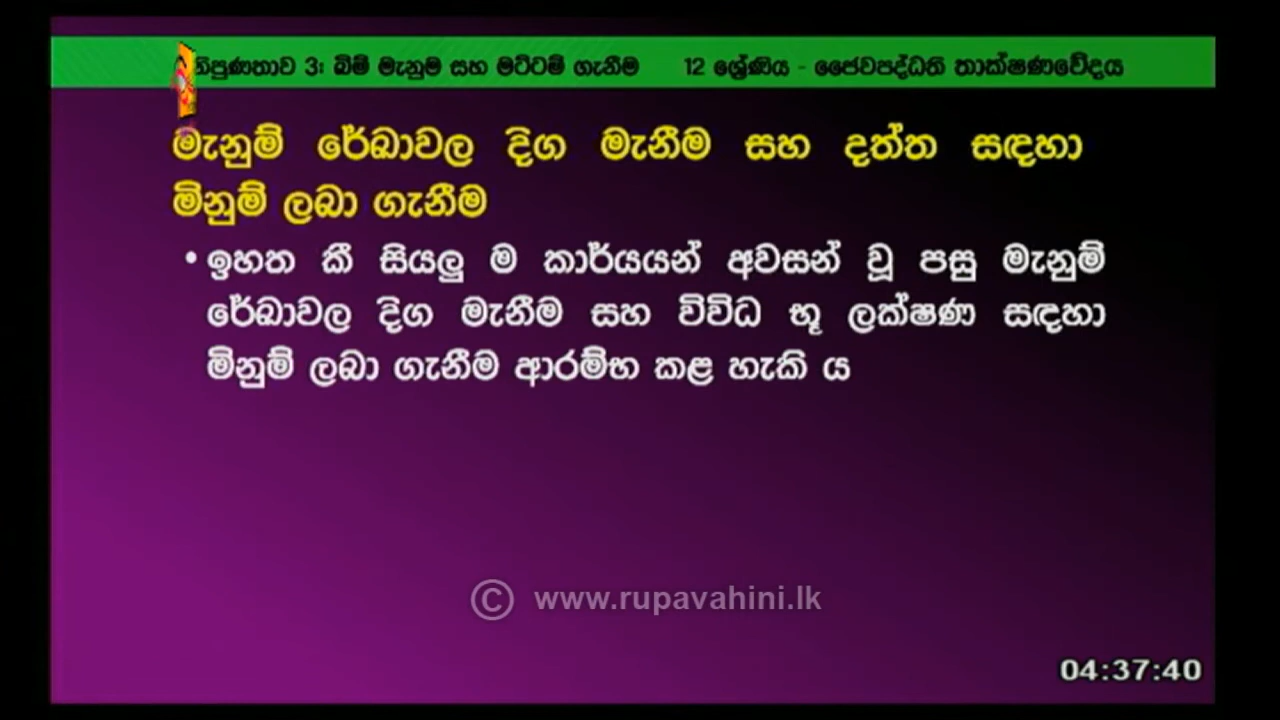 නිපුණතාව 3: බිම් මැනුම සහ මට්ටම් ගැනීම 12 ශ්‍රේණිය - ජෛවපද්ධති තාක්ෂණවේදය
මැනුම් රේඛාවල දිග මැනීම සහ දත්ත සඳහා
මිනුම් ලබා ගැනීම
• ඉහත කී සියලු ම කාර්යයන් අවසන් වූ පසු මැනුම්
රේඛාවල දිග මැනීම සහ විවිධ භූ ලක්ෂණ සඳහා
මිනුම් ලබා ගැනීම ආරම්භ කළ හැකි ය
© www.rupavahini.lk
04:37:40